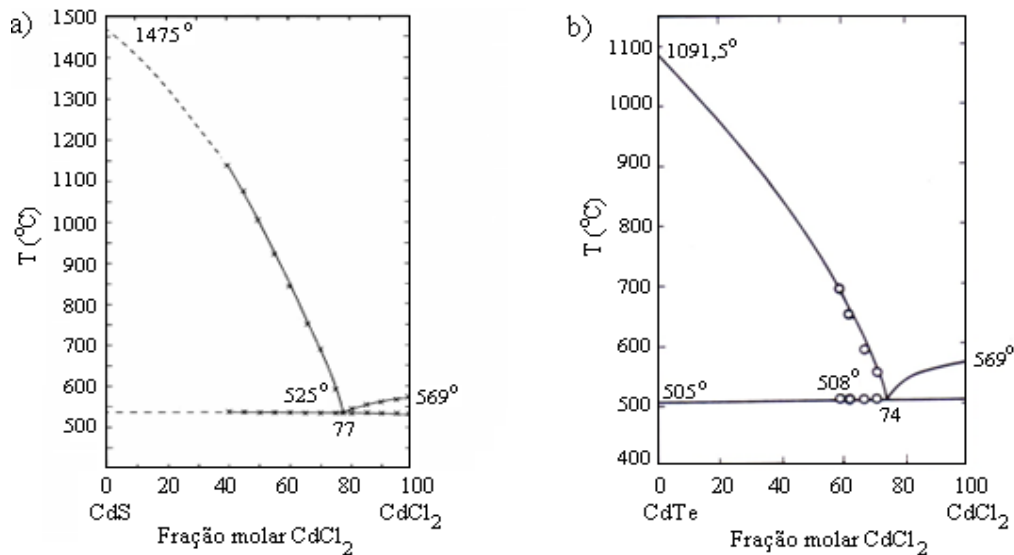 a)
1500
1400
1300
1200
1150
1100
1000
900
800
700
600
500
T (°C)
1475°
525°
569°
77
0 20 40 60 80 100
CdS CdCl₂
Fração molar CdCl₂
b)
1100
1000
900
700
600
500
400
T (°C)
1091,5°
505°
508°
569°
74
0 20 40 60 80 100
CdTe CdCl₂
Fração molar CdCl₂